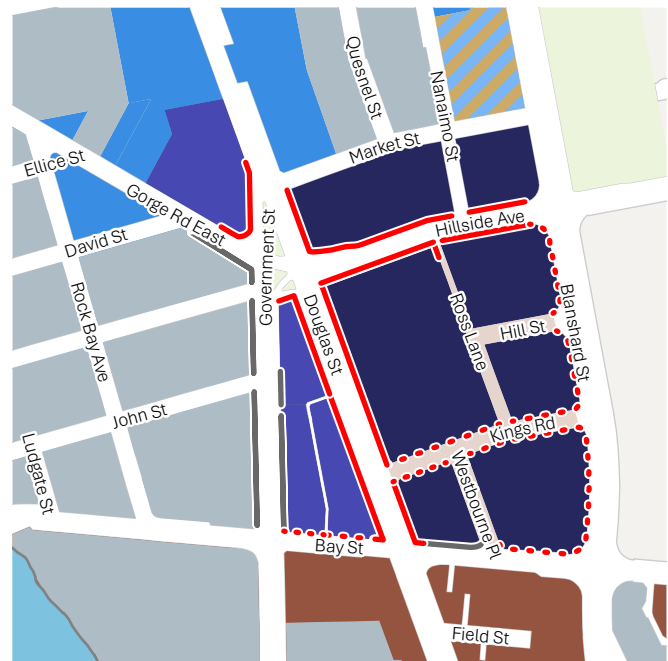 Quesnel St
Nanaimo St
Market St
Ellice St
Gorge Rd East
David St
Government St
Hillside Ave
Rock Bay Ave
Douglas St
Ross Lane
Blanshard St
Hill St
John St
Kings Rd
Ludgate St
Westbourne Pl
Bay St
Field St